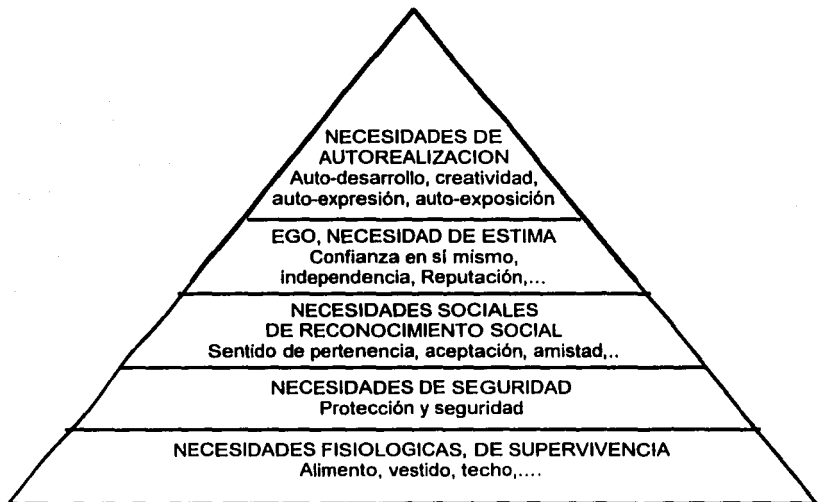 NECESIDADES DE
AUTOREALIZACION
Auto-desarrollo, creatividad,
auto-expresión, auto-exposición
EGO, NECESIDAD DE ESTIMA
Confianza en sí mismo,
independencia, Reputación,...
NECESIDADES SOCIALES
DE RECONOCIMIENTO SOCIAL
Sentido de pertenencia, aceptación, amistad,..
NECESIDADES DE SEGURIDAD
Protección y seguridad
NECESIDADES FISIOLOGICAS, DE SUPERVIVENCIA
Alimento, vestido, techo,....